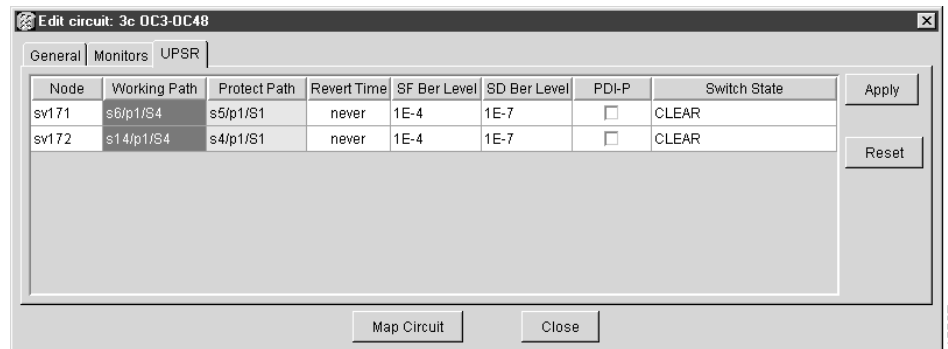 Edit circuit: 3c OC3-OC48
General Monitors UPSR
Node Working Path Protect Path Revert Time SF Ber Level SD Ber Level PDI-P Switch State
sv171 s6/p1/S4 s5/p1/S1 never 1E-4 1E-7 CLEAR
sv172 s14/p1/S4 s4/p1/S1 never 1E-4 1E-7 CLEAR
Apply
Reset
Map Circuit Close